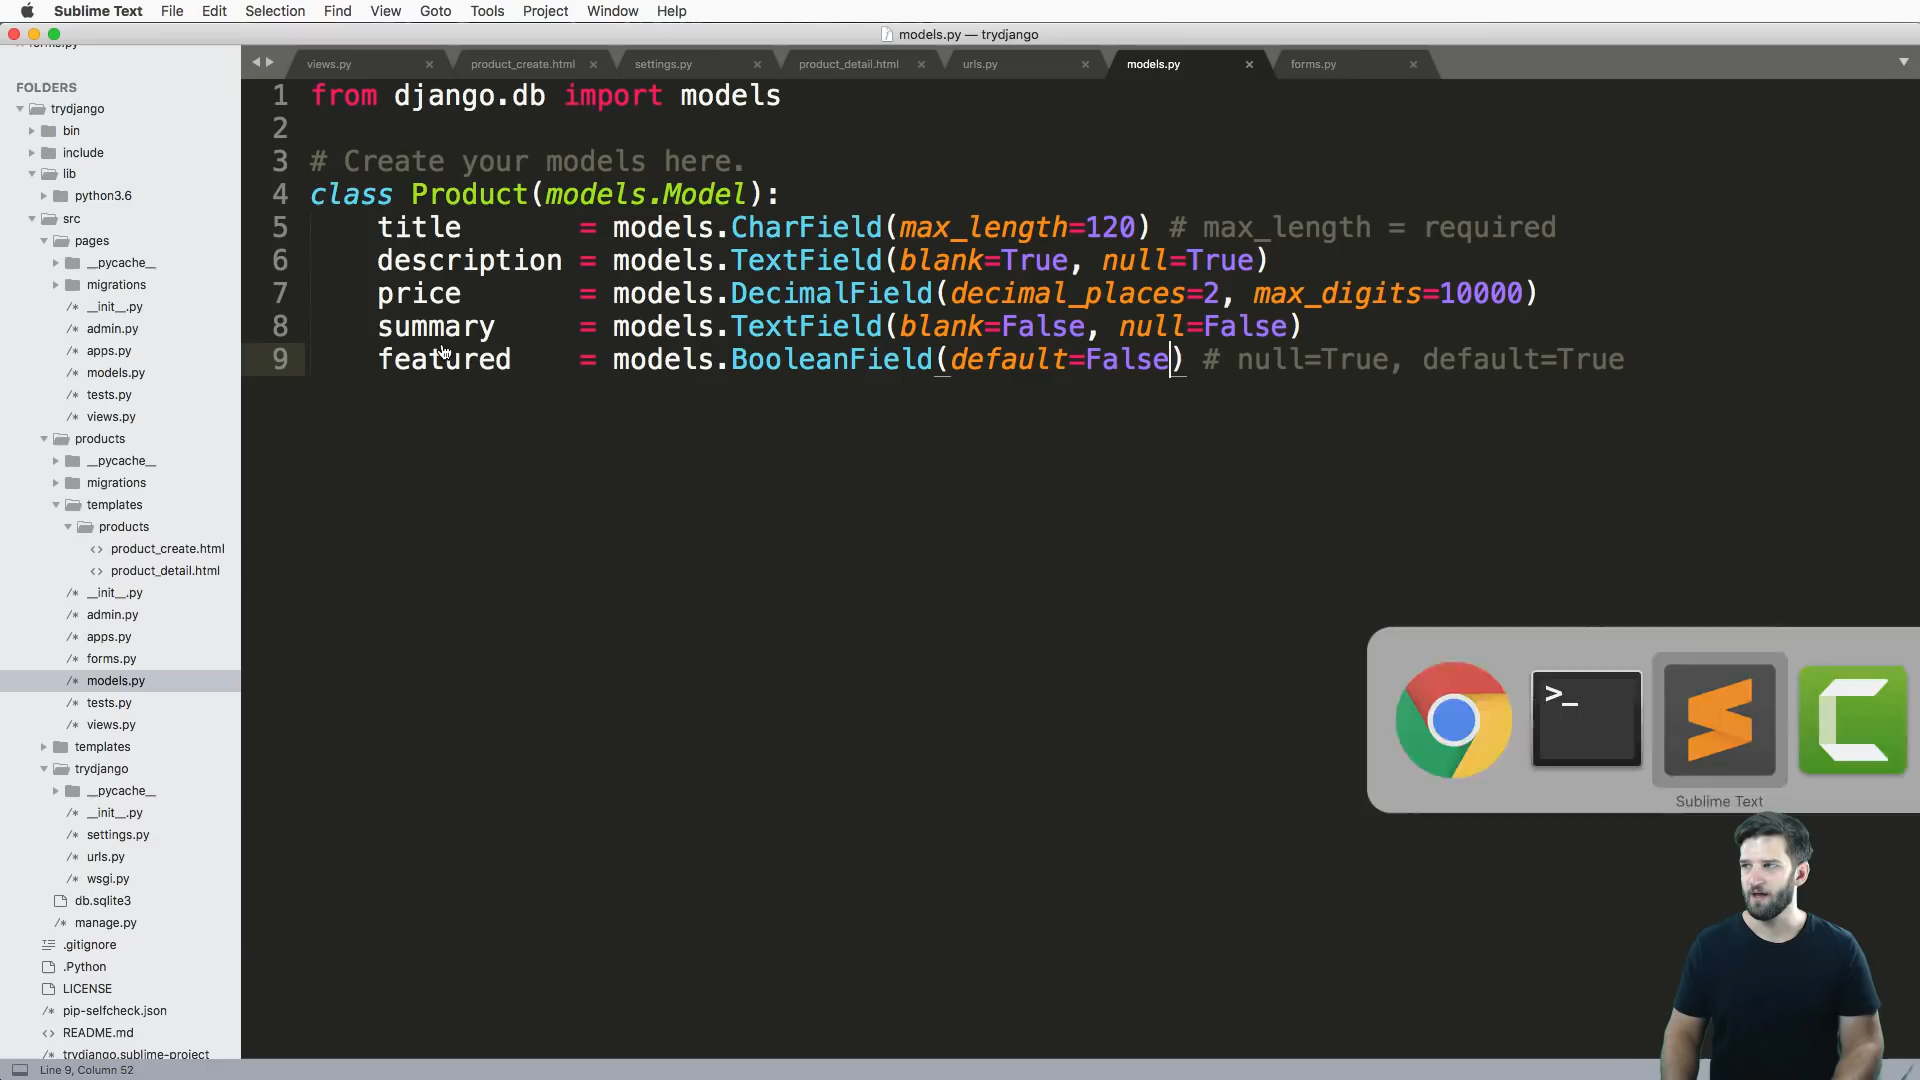 Sublime Text File Edit Selection Find View Goto Tools Project Window Help
models.py — trydjango
views.py product_create.html settings.py product_detail.html urls.py models.py forms.py
FOLDERS
trydjango
bin
include
lib
python3.6
src
pages
__pycache__
migrations
__init__.py
admin.py
apps.py
models.py
tests.py
views.py
products
__pycache__
migrations
templates
products
product_create.html
product_detail.html
__init__.py
admin.py
apps.py
forms.py
models.py
tests.py
views.py
templates
trydjango
__pycache__
__init__.py
settings.py
urls.py
wsgi.py
db.sqlite3
manage.py
.gitignore
.Python
LICENSE
pip-selfcheck.json
README.md
trydjango.sublime-project
1 from django.db import models
2
3 # Create your models here.
4 class Product(models.Model):
5 title = models.CharField(max_length=120) # max_length = required
6 description = models.TextField(blank=True, null=True)
7 price = models.DecimalField(decimal_places=2, max_digits=10000)
8 summary = models.TextField(blank=False, null=False)
9 featured = models.BooleanField(default=False) # null=True, default=True
>_
Sublime Text
Line 9, Column 52